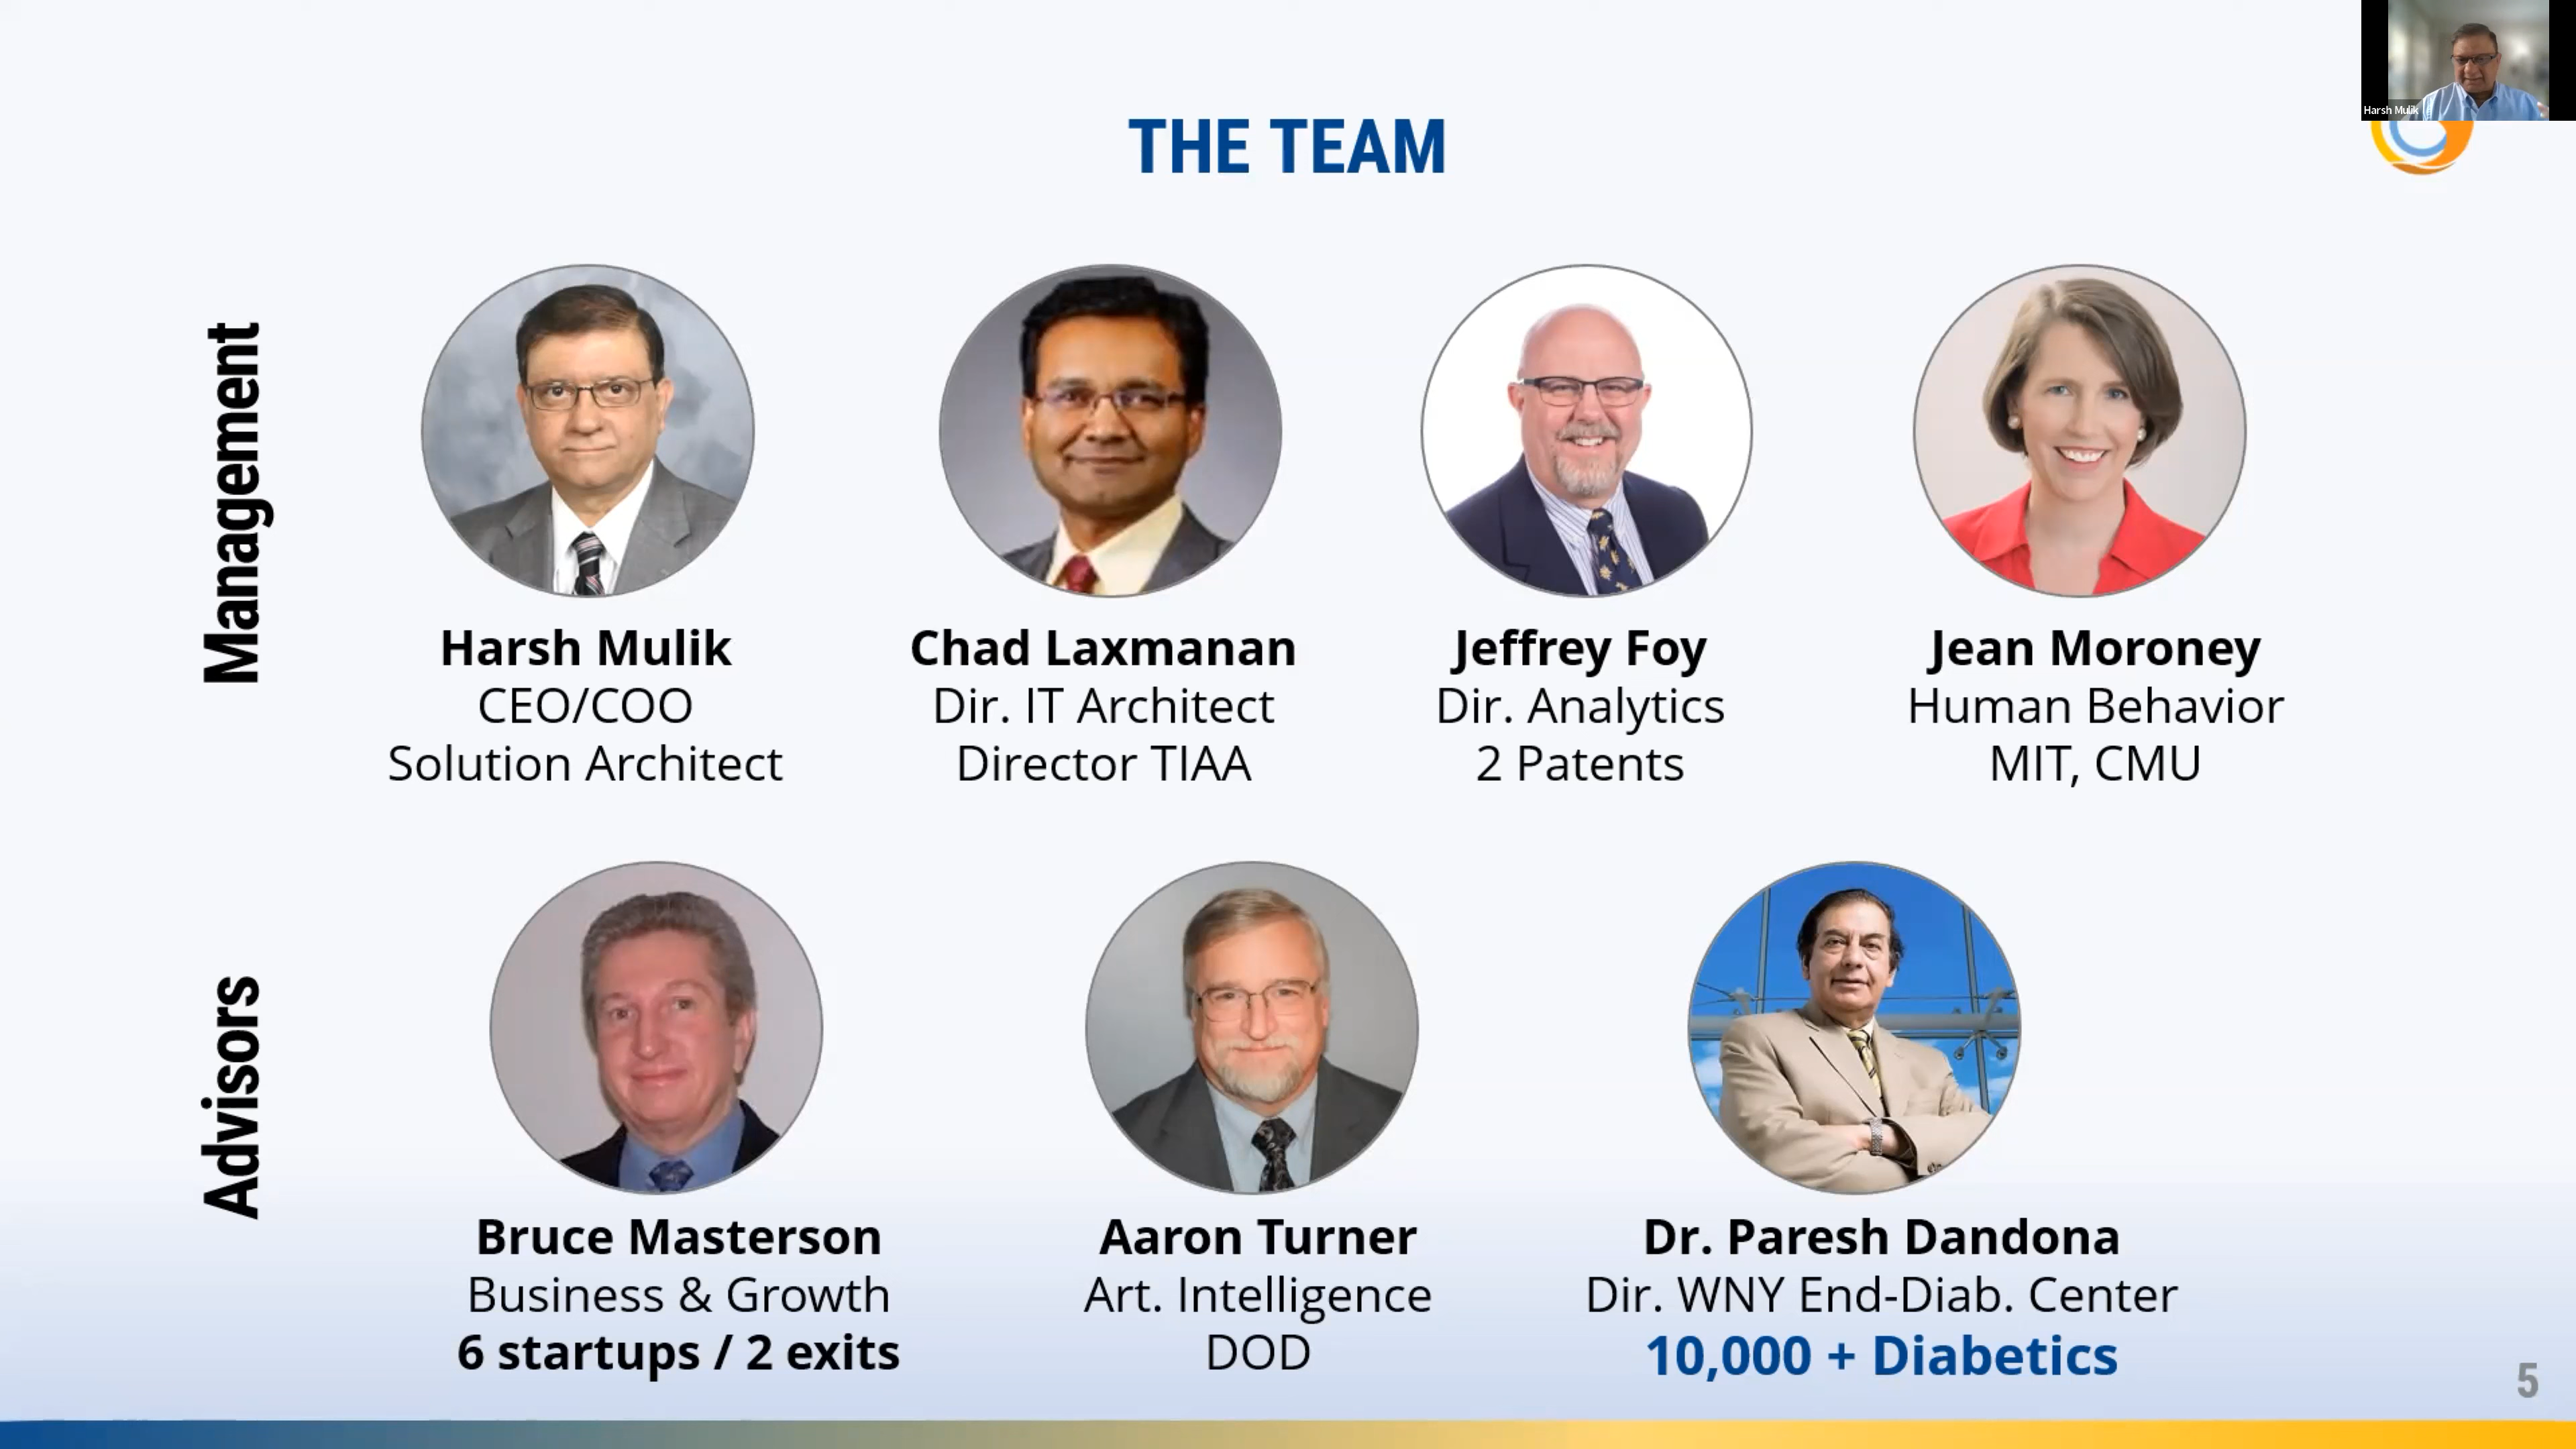 Harsh Mulik
THE TEAM
Management
Harsh Mulik
CEO/COO
Solution Architect
Chad Laxmanan
Dir. IT Architect
Director TIAA
Jeffrey Foy
Dir. Analytics
2 Patents
Jean Moroney
Human Behavior
MIT, CMU
Advisors
Bruce Masterson
Business & Growth
6 startups / 2 exits
Aaron Turner
Art. Intelligence
DOD
Dr. Paresh Dandona
Dir. WNY End-Diab. Center
10,000 + Diabetics
5